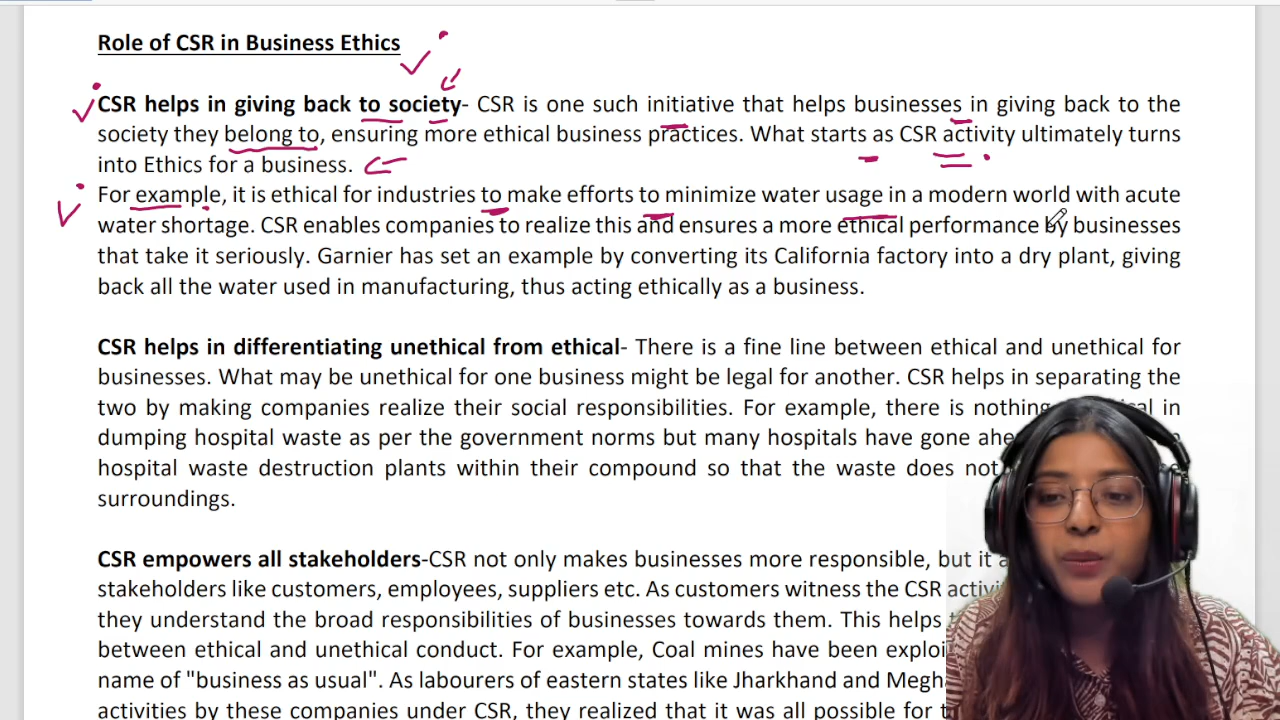 Role of CSR in Business Ethics
CSR helps in giving back to society- CSR is one such initiative that helps businesses in giving back to the
society they belong to, ensuring more ethical business practices. What starts as CSR activity ultimately turns
into Ethics for a business.
For example, it is ethical for industries to make efforts to minimize water usage in a modern world with acute
water shortage. CSR enables companies to realize this and ensures a more ethical performance by businesses
that take it seriously. Garnier has set an example by converting its California factory into a dry plant, giving
back all the water used in manufacturing, thus acting ethically as a business.
CSR helps in differentiating unethical from ethical- There is a fine line between ethical and unethical for
businesses. What may be unethical for one business might be legal for another. CSR helps in separating the
two by making companies realize their social responsibilities. For example, there is nothing in
dumping hospital waste as per the government norms but many hospitals have gone
hospital waste destruction plants within their compound so that the waste does not
surroundings.
CSR empowers all stakeholders-CSR not only makes businesses more responsible, but it
stakeholders like customers, employees, suppliers etc. As customers witness the CSR
they understand the broad responsibilities of businesses towards them. This helps
between ethical and unethical conduct. For example, Coal mines have been
name of "business as usual". As labourers of eastern states like Jharkhand and
activities by these companies under CSR, they realized that it was all possible for